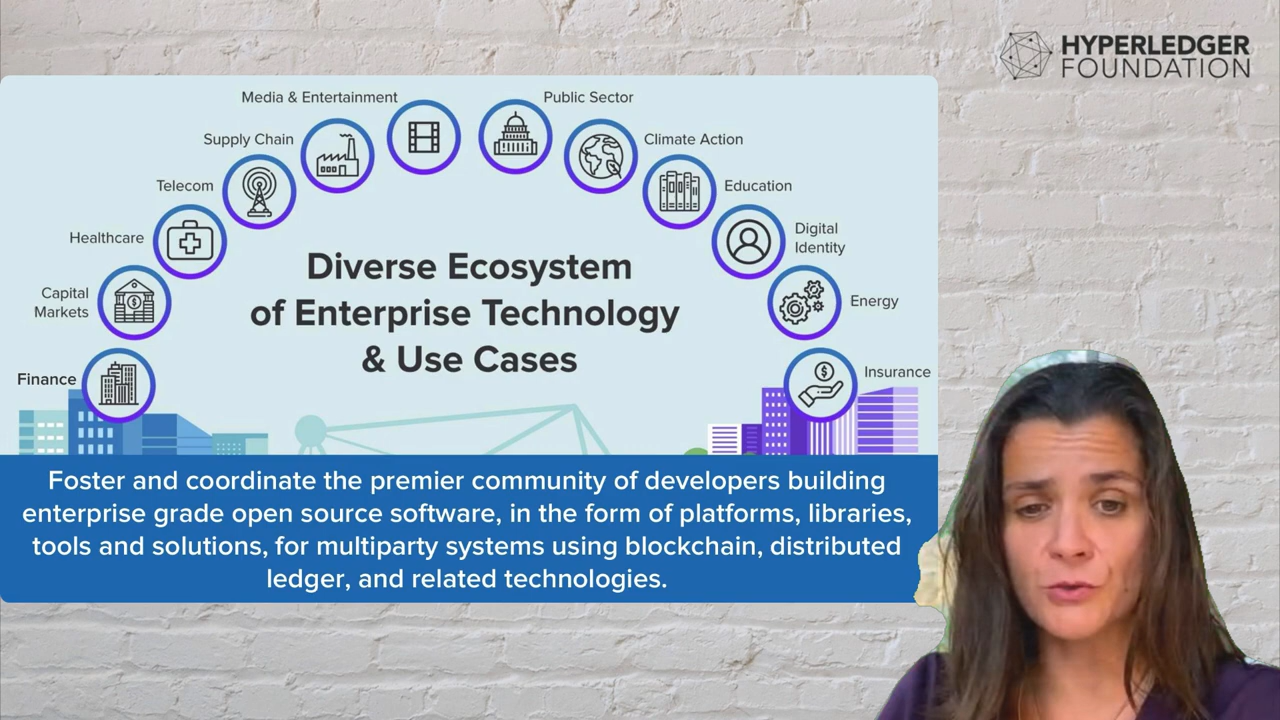 HYPERLEDGER
FOUNDATION
Media & Entertainment
Public Sector
Supply Chain
Climate Action
Telecom
Education
Healthcare
Digital
Identity
Capital
Markets
Energy
Finance
Insurance
Diverse Ecosystem
of Enterprise Technology
& Use Cases
Foster and coordinate the premier community of developers building
enterprise grade open source software, in the form of platforms, libraries,
tools and solutions, for multiparty systems using blockchain, distributed
ledger, and related technologies.